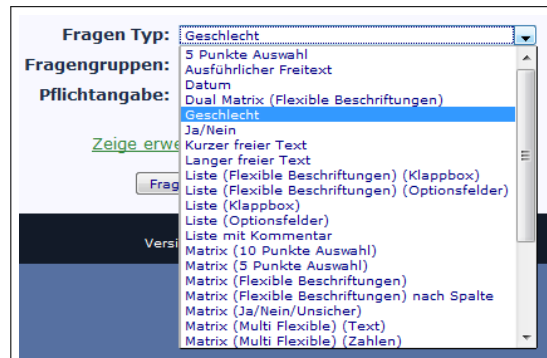 Fragen Typ: Geschlecht
Fragengruppen:
Pflichtangabe:
5 Punkte Auswahl
Ausführlicher Freitext
Datum
Dual Matrix (Flexible Beschriftungen)
Geschlecht
Ja/Nein
Kurzer freier Text
Langer freier Text
Liste (Flexible Beschriftungen) (Klappbox)
Liste (Flexible Beschriftungen) (Optionsfelder)
Liste (Klappbox)
Liste (Optionsfelder)
Liste mit Kommentar
Matrix (10 Punkte Auswahl)
Matrix (5 Punkte Auswahl)
Matrix (Flexible Beschriftungen)
Matrix (Flexible Beschriftungen) nach Spalte
Matrix (Ja/Nein/Unsicher)
Matrix (Multi Flexible) (Text)
Matrix (Multi Flexible) (Zahlen)
Zeige erwe
Frag
Versi